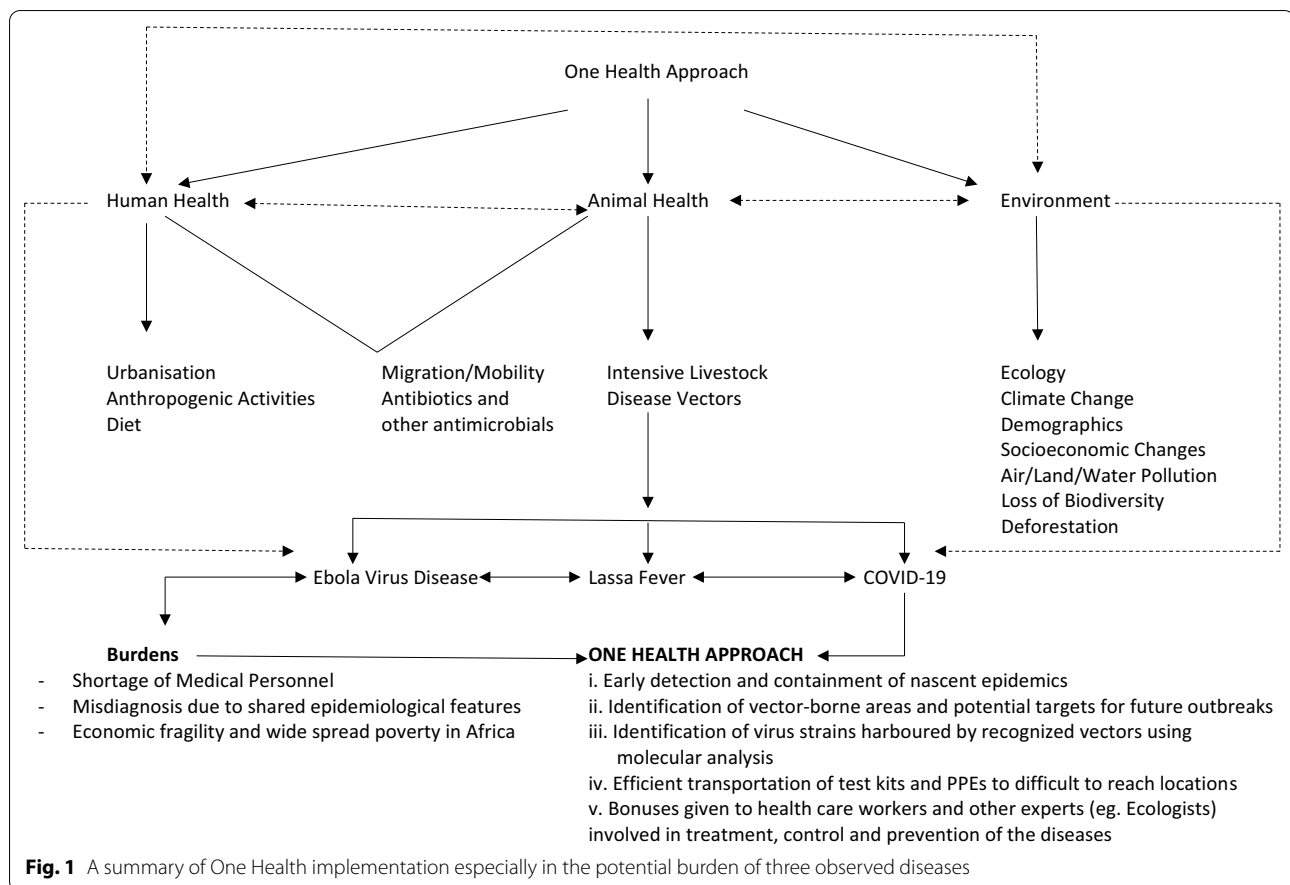 One Health Approach
Human Health
Animal Health
Environment
Urbanisation
Anthropogenic Activities
Diet
Migration/Mobility
Antibiotics and
other antimicrobials
Intensive Livestock
Disease Vectors
Ecology
Climate Change
Demographics
Socioeconomic Changes
Air/Land/Water Pollution
Loss of Biodiversity
Deforestation
Ebola Virus Disease
Lassa Fever
COVID-19
Burdens
- Shortage of Medical Personnel
- Misdiagnosis due to shared epidemiological features
- Economic fragility and wide spread poverty in Africa
ONE HEALTH APPROACH
i. Early detection and containment of nascent epidemics
ii. Identification of vector-borne areas and potential targets for future outbreaks
iii. Identification of virus strains harboured by recognized vectors using
molecular analysis
iv. Efficient transportation of test kits and PPEs to difficult to reach locations
v. Bonuses given to health care workers and other experts (eg. Ecologists)
involved in treatment, control and prevention of the diseases
Fig. 1 A summary of One Health implementation especially in the potential burden of three observed diseases